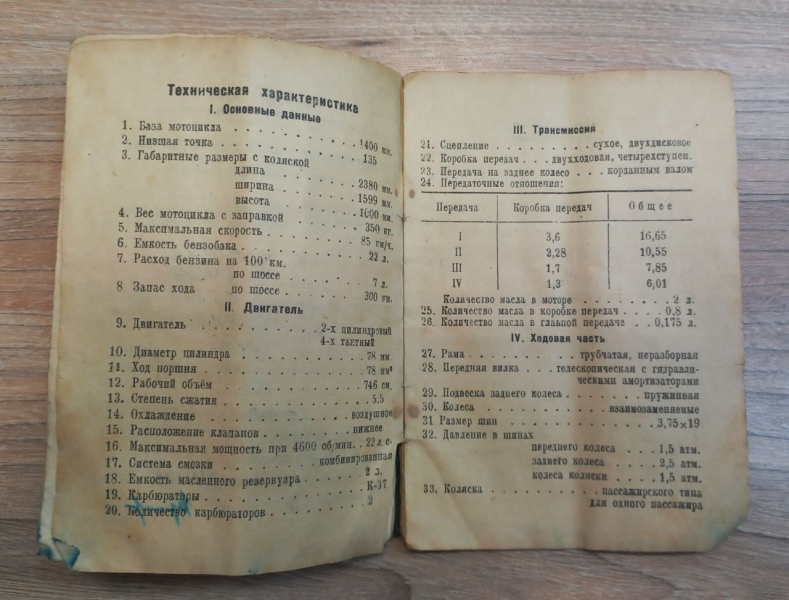 Техническая характеристика
I. Основные данные
1. База мотоцикла . . . . . . . . 1400 мм.
2. Низшая точка . . . . . . . . . 135
3. Габаритные размеры с коляской
длина . . . . . 2380 мм.
ширина . . . . . 1599 мм.
высота . . . . . 1000 мм.
4. Вес мотоцикла с заправкой . . . . 350 кг.
5. Максимальная скорость . . . . . 85 км/ч.
6. Емкость бензобака . . . . . . . 22 л.
7. Расход бензина на 100 км.
по шоссе . . . . . 7 л.
8 Запас хода по шоссе . . . . . 300 км.
II. Двигатель
9. Двигатель . . . . . . . 2-х цилиндровый
4-х тактный
10. Диаметр цилиндра . . . . . . . 78 мм.
11. Ход поршня . . . . . . . . . 78 мм³
12. Рабочий объём . . . . . . . . 746 см.
13. Степень сжатия . . . . . . . . 5.5
14. Охлаждение . . . . . . . воздушное
15. Расположение клапанов . . . . . нижнее
16. Максимальная мощность при 4600 об/мин. . 22 л. с.
17. Система смозки . . . . комбинированная
18. Емкость масленного резервуара . . 2 л.
19. Карбюраторы . . . . . . . . К-37
20. Количество карбюраторов . . . . . 2
III. Трансмиссия
21. Сцепление . . . . . . . . сухое, двухдисковое
22. Коробка передач . . . двухходовая, четырехступен.
23. Передача на заднее колесо . . . корданным валом
24. Передаточные отношения:
Передача Коробка передач Общее
I 3,6 16,65
II 2,28 10,55
III 1,7 7,85
IV 1,3 6,01
Количество масла в моторе . . . . . . . . 2 л.
25. Количество масла в коробке передач . . . . 0,8 л.
26. Количество масла в главной передаче . . 0,175 л.
IV. Ходовая часть
27. Рама . . . . . . . . . трубчатая, неразборная
28. Передняя вилка . . . телескопическая с гидравли-
ческими амортизаторами
29. Подвеска заднего колеса . . . . . . . пружинная
30. Колеса . . . . . . . . . . взаимозаменяемые
31 Размер шин . . . . . . . . . . . 3,75×19
32. Давление в шинах
переднего колеса . . . 1,5 атм.
заднего колеса . . . . 2,5 атм.
колеса коляски . . . . 1,5 атм.
33. Коляска . . . . . . . . . . пассажирского типа
для одного пассажира